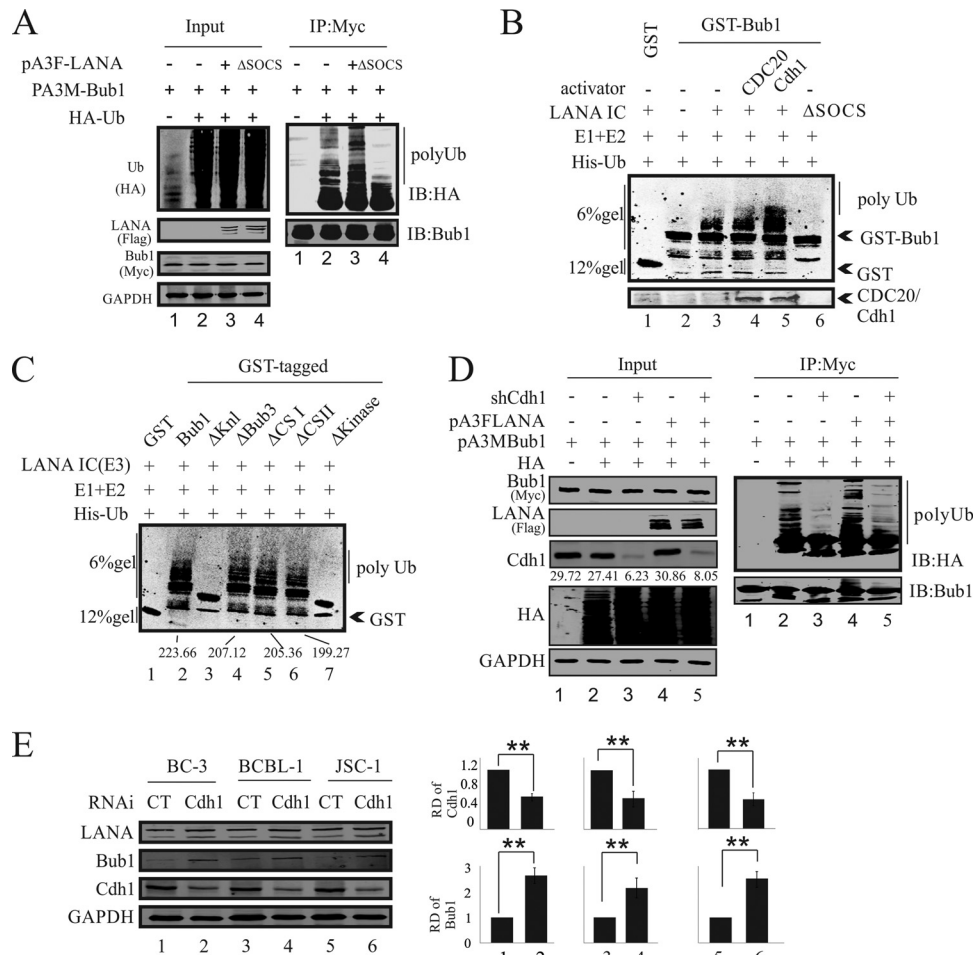 A
Input
IP:Myc
pA3F-LANA - - + ΔSOCS - - + ΔSOCS
PA3M-Bub1 + + + + + + + +
HA-Ub - + + + - + + +
Ub
(HA)
polyUb
IB:HA
LANA
(Flag)
IB:Bub1
Bub1
(Myc)
GAPDH
1 2 3 4
1 2 3 4
B
GST
GST-Bub1
activator CDC20 Cdh1
LANA IC + - + + + ΔSOCS
E1+E2 + + + + + +
His-Ub + + + + + +
6%gel
poly Ub
GST-Bub1
12%gel
GST
CDC20/
Cdh1
1 2 3 4 5 6
C
GST-tagged
GST Bub1 ΔKnl ΔBub3 ΔCS I ΔCSII ΔKinase
LANA IC(E3) + + + + + + +
E1+E2 + + + + + + +
His-Ub + + + + + + +
6%gel
poly Ub
12%gel
GST
223.66 207.12 205.36 199.27
1 2 3 4 5 6 7
D
Input
IP:Myc
shCdh1 - - + - + - - + - +
pA3FLANA - - - + + - - - + +
pA3MBub1 + + + + + + + + + +
HA - + + + + - + + + +
Bub1
(Myc)
LANA
(Flag)
Cdh1
29.72 27.41 6.23 30.86 8.05
HA
GAPDH
1 2 3 4 5
polyUb
IB:HA
IB:Bub1
1 2 3 4 5
E
BC-3 BCBL-1 JSC-1
RNAi CT Cdh1 CT Cdh1 CT Cdh1
LANA
Bub1
Cdh1
GAPDH
1 2 3 4 5 6
** ** **
RD of
Cdh1
1.2
0.8
0.4
0
** ** **
RD of
Bub1
3
2
1
0
1 2 3 4 5 6